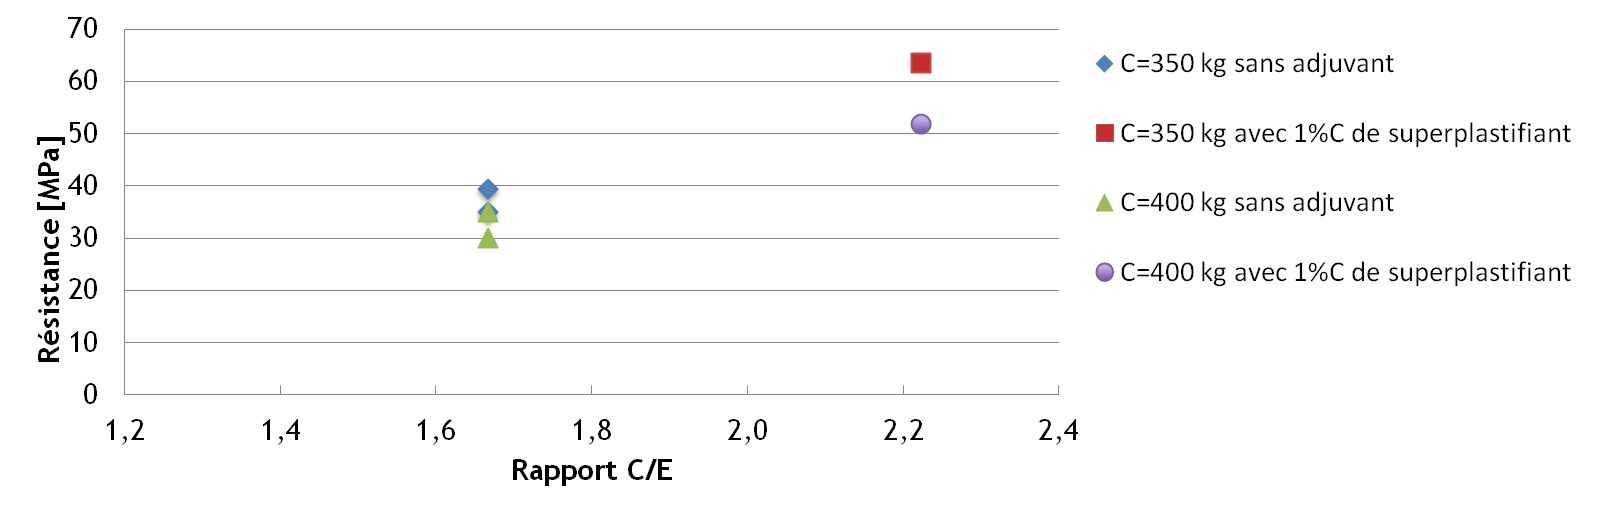 Résistance [MPa]
70
60
50
40
30
20
10
0
1,2
1,4
1,6
1,8
2,0
2,2
2,4
Rapport C/E
C=350 kg sans adjuvant
C=350 kg avec 1%C de superplastifiant
C=400 kg sans adjuvant
C=400 kg avec 1%C de superplastifiant